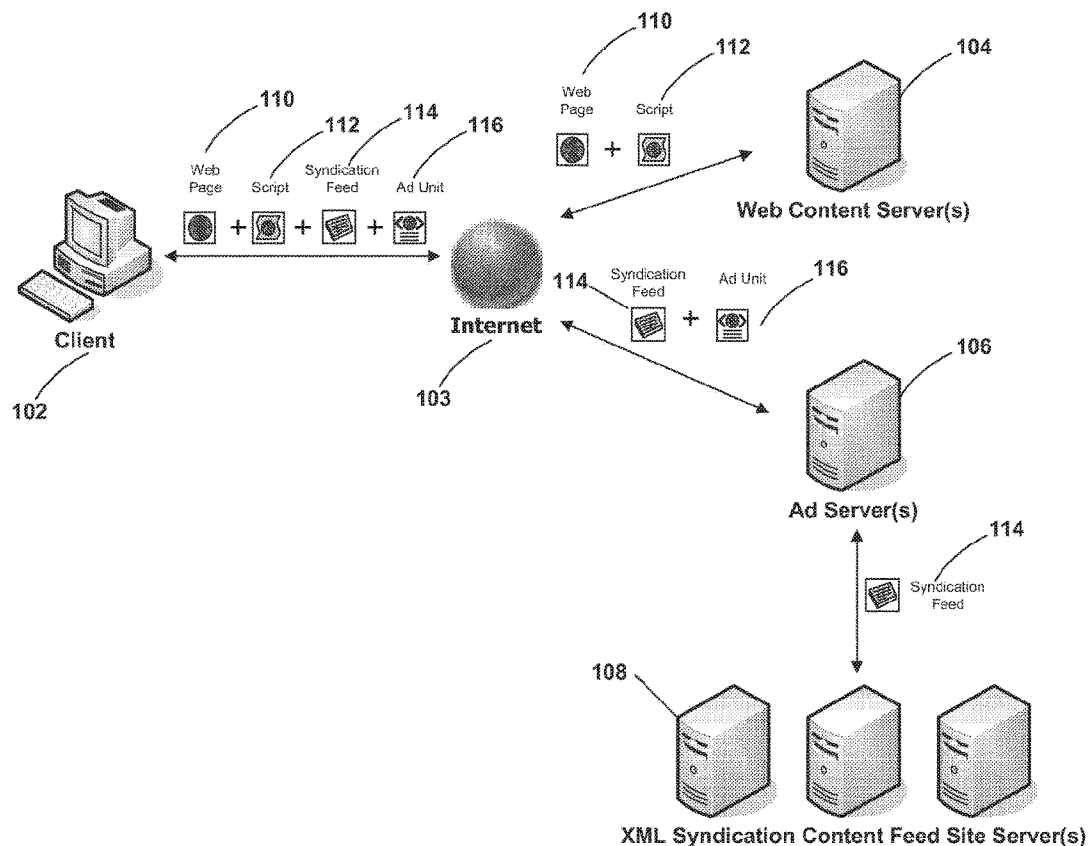 110
112
104
Web
Page
Script
+
Web Content Server(s)
110
112
114
116
Web
Page
Script
Syndication
Feed
Ad Unit
+
+
+
Client
102
Internet
103
114
Syndication
Feed
Ad Unit
+
116
106
Ad Server(s)
114
Syndication
Feed
108
XML Syndication Content Feed Site Server(s)